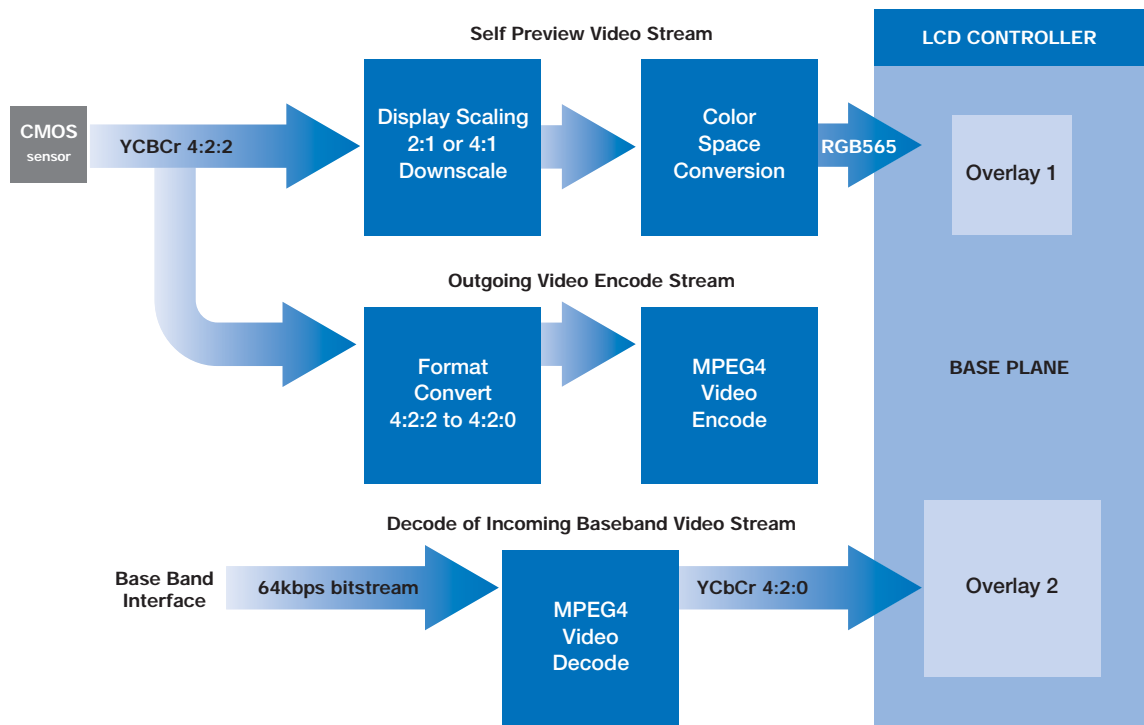 Self Preview Video Stream
LCD CONTROLLER
CMOS
sensor
YCBCr 4:2:2
Display Scaling
2:1 or 4:1
Downscale
Color
Space
Conversion
RGB565
Overlay 1
Outgoing Video Encode Stream
Format
Convert
4:2:2 to 4:2:0
MPEG4
Video
Encode
BASE PLANE
Decode of Incoming Baseband Video Stream
Base Band
Interface
64kbps bitstream
MPEG4
Video
Decode
YCbCr 4:2:0
Overlay 2